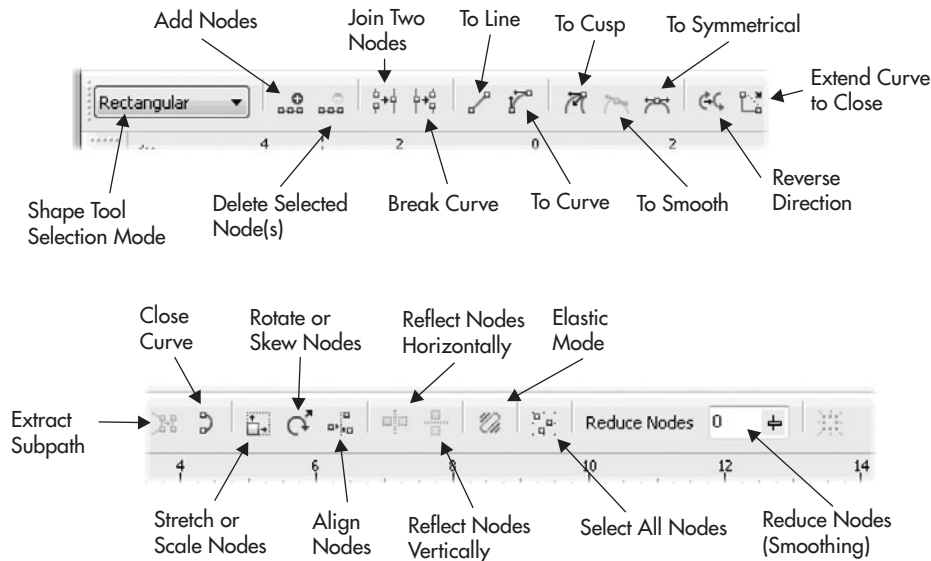 Add Nodes
Join Two
Nodes
To Line
To Cusp
To Symmetrical
Extend Curve
to Close
Rectangular
4 2 0 2
Shape Tool
Selection Mode
Delete Selected
Node(s)
Break Curve
To Curve
To Smooth
Reverse
Direction
Close
Curve
Rotate or
Skew Nodes
Reflect Nodes
Horizontally
Elastic
Mode
Extract
Subpath
Reduce Nodes 0
4 6 8 10 12 14
Stretch or
Scale Nodes
Align
Nodes
Reflect Nodes
Vertically
Select All Nodes
Reduce Nodes
(Smoothing)